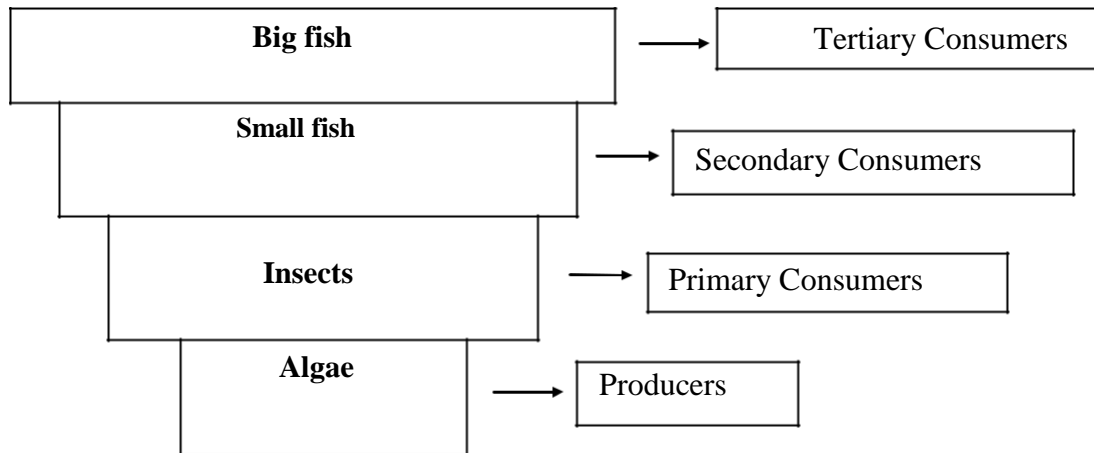 Big fish
Tertiary Consumers
Small fish
Secondary Consumers
Insects
Primary Consumers
Algae
Producers